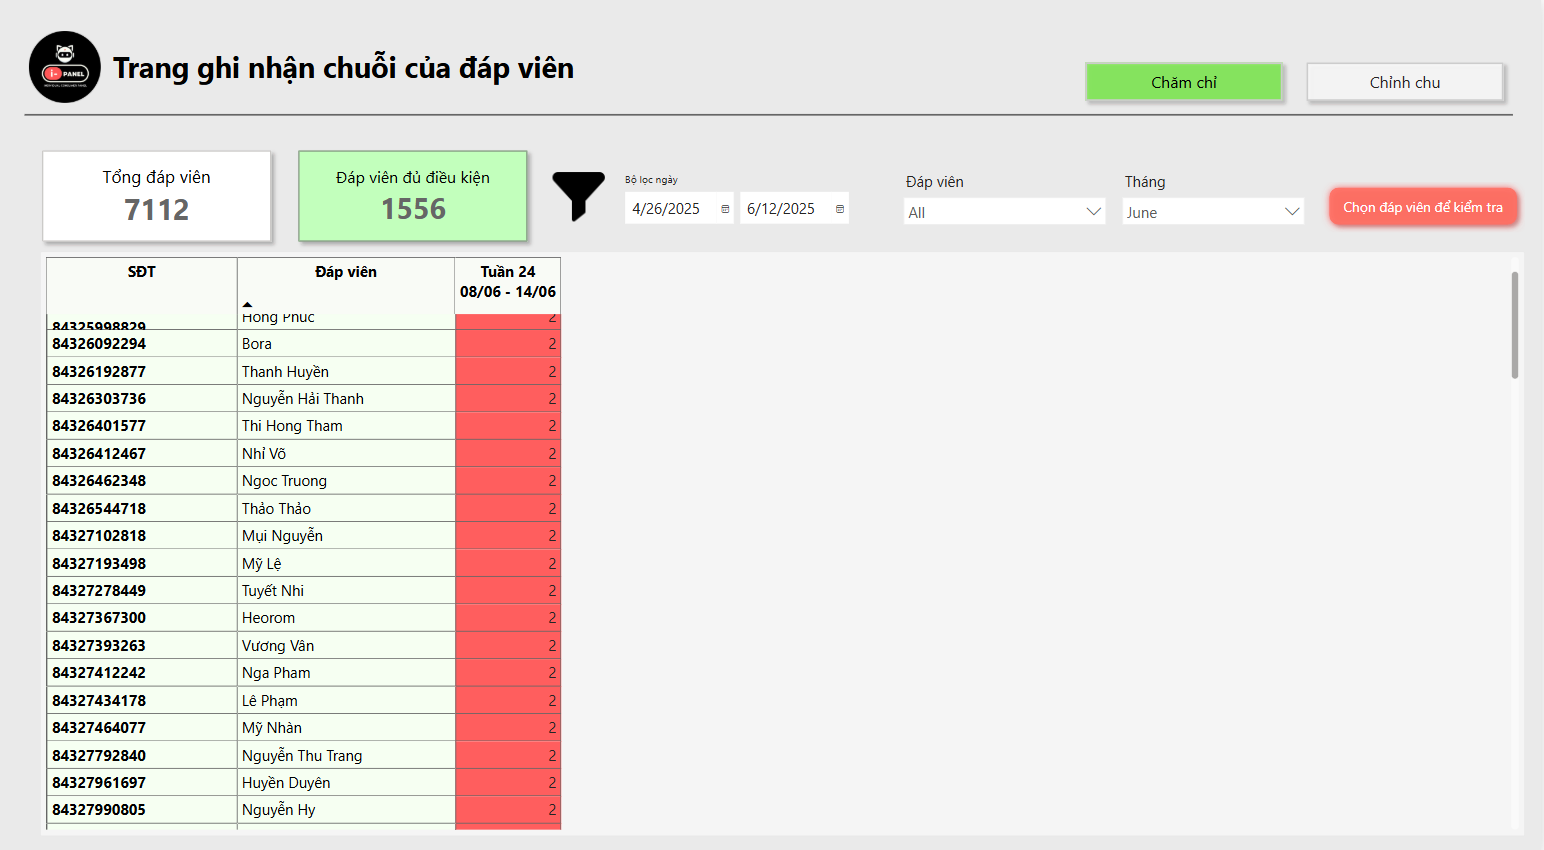 i- PANEL
INDIVIDUAL CONSUMER PANEL
Trang ghi nhận chuỗi của đáp viên
Chăm chỉ
Chỉnh chu
Tổng đáp viên
7112
Đáp viên đủ điều kiện
1556
Bộ lọc ngày
4/26/2025
6/12/2025
Đáp viên
All
Tháng
June
Chọn đáp viên để kiểm tra
SĐT Đáp viên Tuần 24
08/06 - 14/06
84325998829 Hồng Phúc 2
84326092294 Bora 2
84326192877 Thanh Huyền 2
84326303736 Nguyễn Hải Thanh 2
84326401577 Thi Hong Tham 2
84326412467 Nhỉ Võ 2
84326462348 Ngoc Truong 2
84326544718 Thảo Thảo 2
84327102818 Mụi Nguyễn 2
84327193498 Mỹ Lệ 2
84327278449 Tuyết Nhi 2
84327367300 Heorom 2
84327393263 Vương Vân 2
84327412242 Nga Pham 2
84327434178 Lê Phạm 2
84327464077 Mỹ Nhàn 2
84327792840 Nguyễn Thu Trang 2
84327961697 Huyền Duyên 2
84327990805 Nguyễn Hy 2